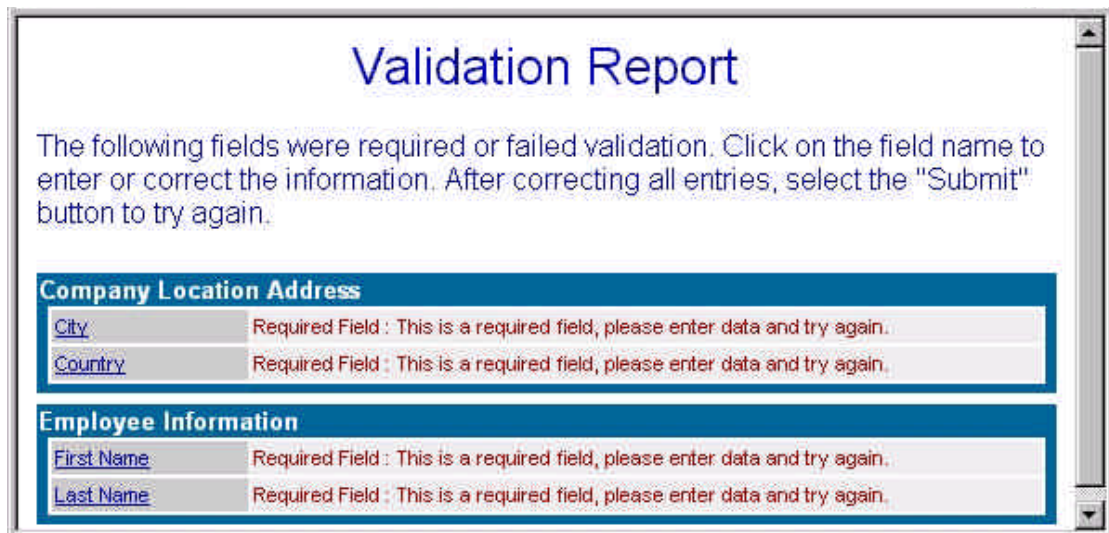 Validation Report
The following fields were required or failed validation. Click on the field name to
enter or correct the information. After correcting all entries, select the "Submit"
button to try again.
Company Location Address
City Required Field : This is a required field, please enter data and try again.
Country Required Field : This is a required field, please enter data and try again.
Employee Information
First Name Required Field : This is a required field, please enter data and try again.
Last Name Required Field : This is a required field, please enter data and try again.